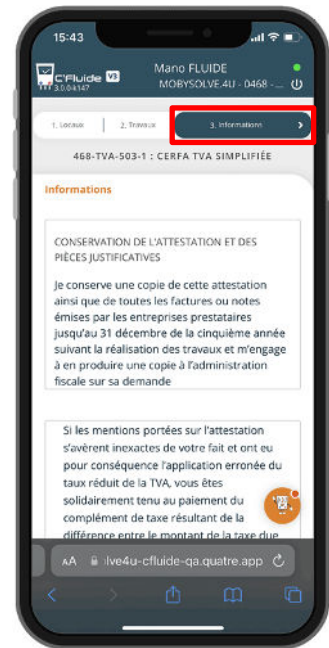 15:43
C'Fluide V3
3.0.0-k147
Mano FLUIDE
MOBYSOLVE.4U - 0468 - ...
1. Locaux
2. Travaux
3. Informations
468-TVA-503-1 : CERFA TVA SIMPLIFIÉE
Informations
CONSERVATION DE L'ATTESTATION ET DES
PIÈCES JUSTIFICATIVES
Je conserve une copie de cette attestation
ainsi que de toutes les factures ou notes
émises par les entreprises prestataires
jusqu'au 31 décembre de la cinquième année
suivant la réalisation des travaux et m'engage
à en produire une copie à l'administration
fiscale sur sa demande
Si les mentions portées sur l'attestation
s'avèrent inexactes de votre fait et ont eu
pour conséquence l'application erronée du
taux réduit de la TVA, vous êtes
solidairement tenu au paiement du
complément de taxe résultant de la
différence entre le montant de la taxe due
AA lve4u-cfluide-qa.quatre.app